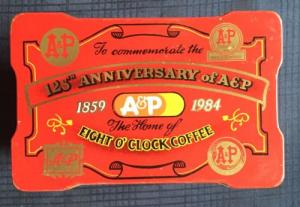 A&P
To commemorate the
125th ANNIVERSARY of A&P
1859 A&P 1984
The Home of
EIGHT O'CLOCK COFFEE
A&P